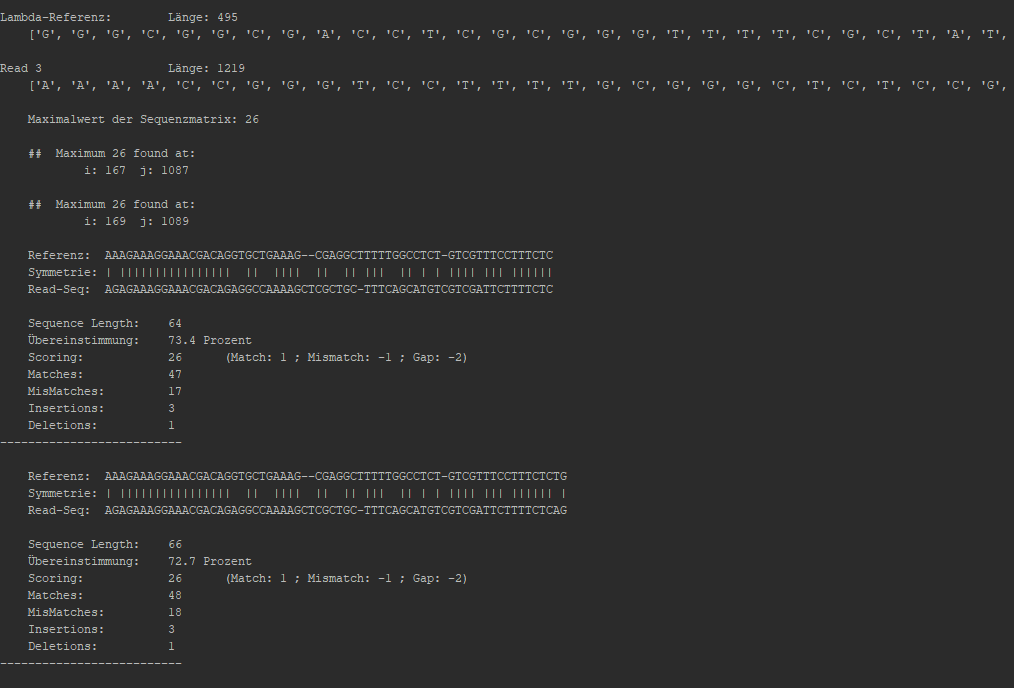 Lambda-Referenz:        Länge: 495
    ['G', 'G', 'G', 'C', 'G', 'G', 'C', 'G', 'A', 'C', 'C', 'T', 'C', 'G', 'C', 'G', 'G', 'G', 'T', 'T', 'T', 'T', 'C', 'G', 'C', 'T', 'A', 'T',
Read 3                  Länge: 1219
    ['A', 'A', 'A', 'A', 'C', 'C', 'G', 'G', 'G', 'T', 'C', 'C', 'T', 'T', 'T', 'T', 'G', 'C', 'G', 'G', 'G', 'C', 'T', 'C', 'T', 'C', 'C', 'G',
    Maximalwert der Sequenzmatrix: 26
    ##  Maximum 26 found at:
            i: 167  j: 1087
    ##  Maximum 26 found at:
            i: 169  j: 1089
    Referenz:  AAAGAAAGGAAACGACAGGTGCTGAAAG--CGAGGCTTTTTGGCCTCT-GTCGTTTCCTTTCTC
    Symmetrie: | ||||||||||||||||  ||  ||||  ||  || |||  || | | |||| ||| ||||||
    Read-Seq:  AGAGAAAGGAAACGACAGAGGCCAAAAGCTCGCTGC-TTTCAGCATGTCGTCGATTCTTTTCTC
    Sequence Length:    64
    Übereinstimmung:    73.4 Prozent
    Scoring:            26      (Match: 1 ; Mismatch: -1 ; Gap: -2)
    Matches:            47
    MisMatches:         17
    Insertions:         3
    Deletions:          1
--------------------------
    Referenz:  AAAGAAAGGAAACGACAGGTGCTGAAAG--CGAGGCTTTTTGGCCTCT-GTCGTTTCCTTTCTCTG
    Symmetrie: | ||||||||||||||||  ||  ||||  ||  || |||  || | | |||| ||| |||||| |
    Read-Seq:  AGAGAAAGGAAACGACAGAGGCCAAAAGCTCGCTGC-TTTCAGCATGTCGTCGATTCTTTTCTCAG
    Sequence Length:    66
    Übereinstimmung:    72.7 Prozent
    Scoring:            26      (Match: 1 ; Mismatch: -1 ; Gap: -2)
    Matches:            48
    MisMatches:         18
    Insertions:         3
    Deletions:          1
--------------------------